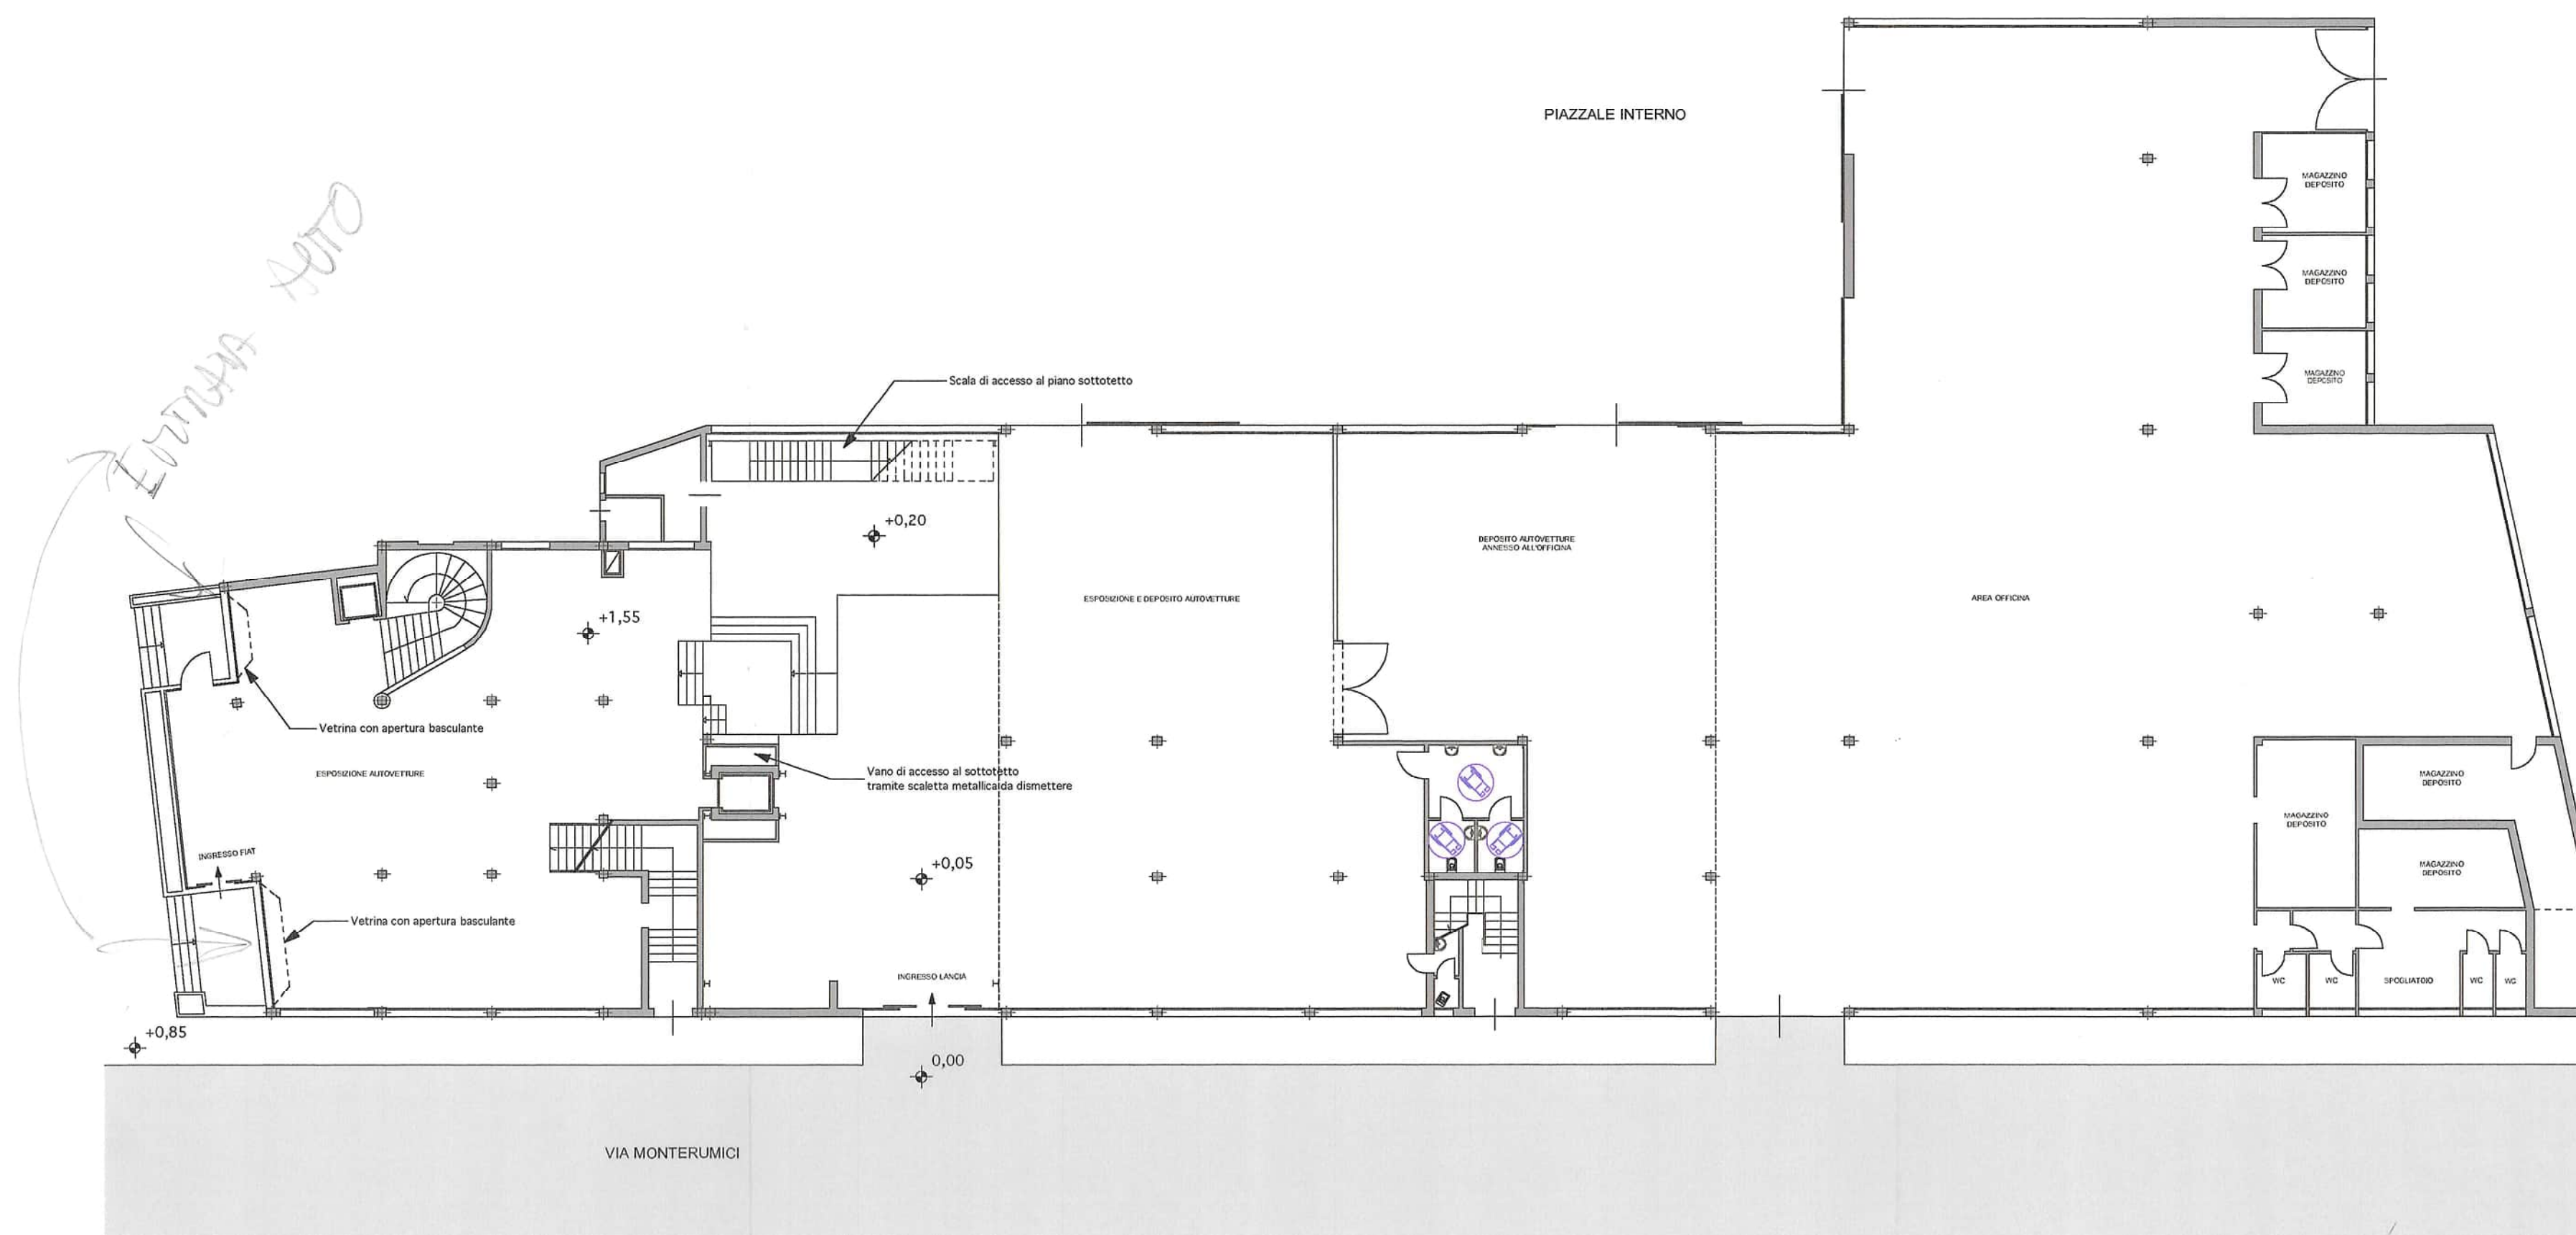 PIAZZALE INTERNO
MAGAZZINO
DEPOSITO
MAGAZZINO
DEPOSITO
MAGAZZINO
DEPOSITO
AUTO
Scala di accesso al piano sottotetto
+0,20
DEPOSITO AUTOVETTURE
ANNESSO ALL'OFFICINA
ESPOSIZIONE E DEPOSITO AUTOVETTURE
AREA OFFICINA
+1,55
Vetrina con apertura basculante
ESPOSIZIONE AUTOVETTURE
Vano di accesso al sottotetto
tramite scaletta metallica da dismettere
MAGAZZINO
DEPOSITO
MAGAZZINO
DEPOSITO
MAGAZZINO
DEPOSITO
INGRESSO FIAT
+0,05
Vetrina con apertura basculante
INGRESSO LANCIA
WC
WC
SPOGLIATOIO
WC
WC
+0,85
0,00
VIA MONTERUMICI